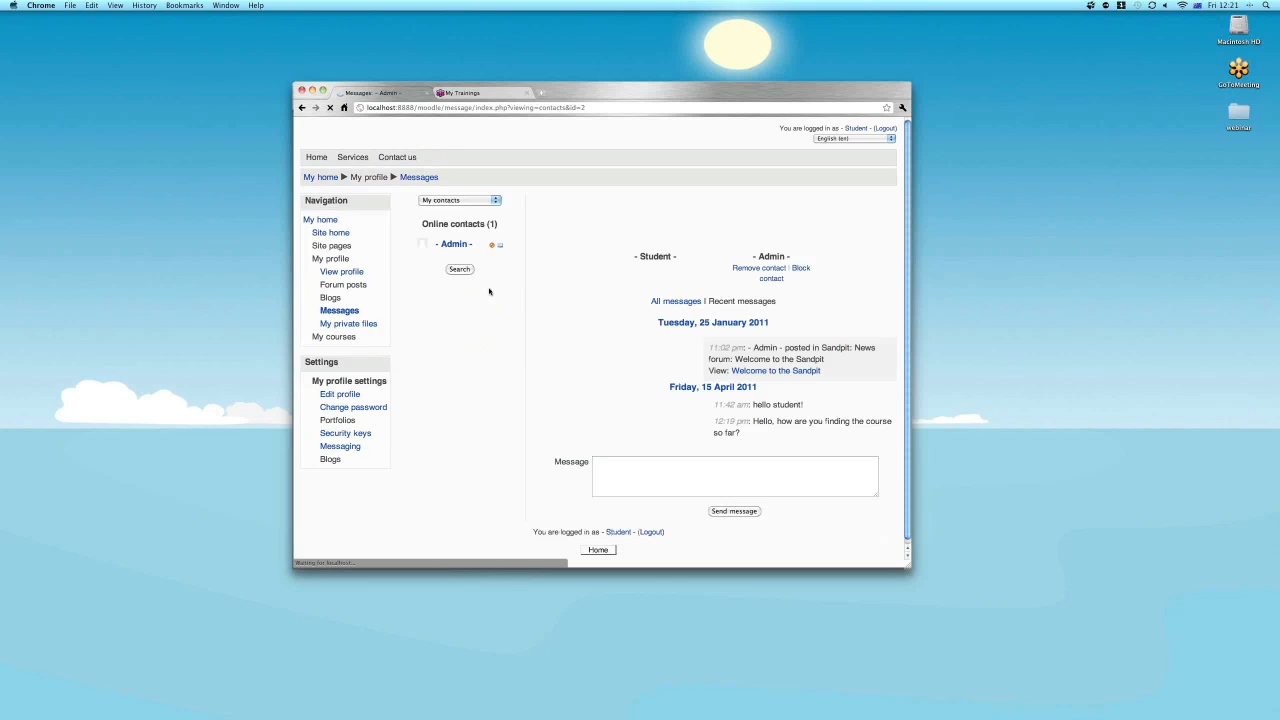 Chrome File Edit View History Bookmarks Window Help
Fri 12:21
Macintosh HD
GoToMeeting
webinar
Messages: - Admin -
My Trainings
localhost:8888/moodle/message/index.php?viewing=contacts&id=2
You are logged in as - Student - (Logout)
English (en)
Home Services Contact us
My home ▶ My profile ▶ Messages
Navigation
My home
Site home
Site pages
My profile
View profile
Forum posts
Blogs
Messages
My private files
My courses
Settings
My profile settings
Edit profile
Change password
Portfolios
Security keys
Messaging
Blogs
My contacts
Online contacts (1)
- Admin -
Search
- Student -
- Admin -
Remove contact | Block
contact
All messages | Recent messages
Tuesday, 25 January 2011
11:02 pm: - Admin - posted in Sandpit: News
forum: Welcome to the Sandpit
View: Welcome to the Sandpit
Friday, 15 April 2011
11:42 am: hello student!
12:19 pm: Hello, how are you finding the course
so far?
Message
Send message
You are logged in as - Student - (Logout)
Home
Waiting for localhost...